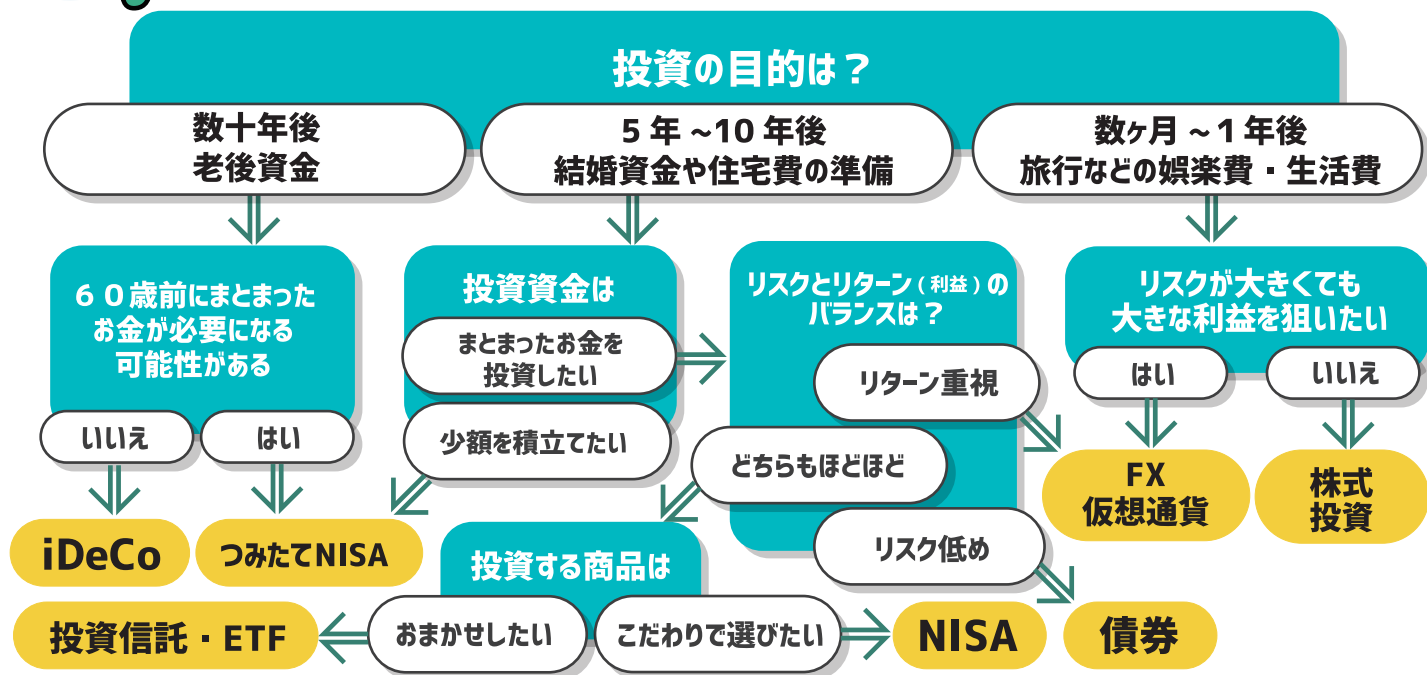 投資の目的は？
数十年後
老後資金
5年~10年後
結婚資金や住宅費の準備
数ヶ月~1年後
旅行などの娯楽費・生活費
６０歳前にまとまった
お金が必要になる
可能性がある
いいえ
はい
投資資金は
まとまったお金を
投資したい
少額を積立てたい
リスクとリターン(利益)の
バランスは？
リターン重視
どちらもほどほど
リスク低め
リスクが大きくても
大きな利益を狙いたい
はい
いいえ
FX
仮想通貨
株式
投資
iDeCo
つみたてNISA
投資する商品は
おまかせしたい
こだわりで選びたい
投資信託・ETF
NISA
債券